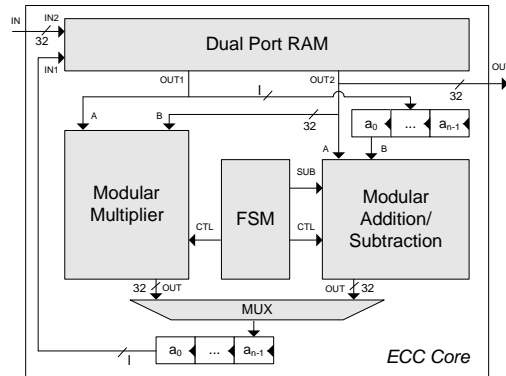 IN
IN2
32
IN1
Dual Port RAM
OUT1
OUT2
OU
l
32
32
A
B
a0 ... an-1
A
B
Modular Multiplier
FSM
SUB
CTL
CTL
Modular Addition/ Subtraction
32
OUT
OUT
32
MUX
l
a0 ... an-1
ECC Core